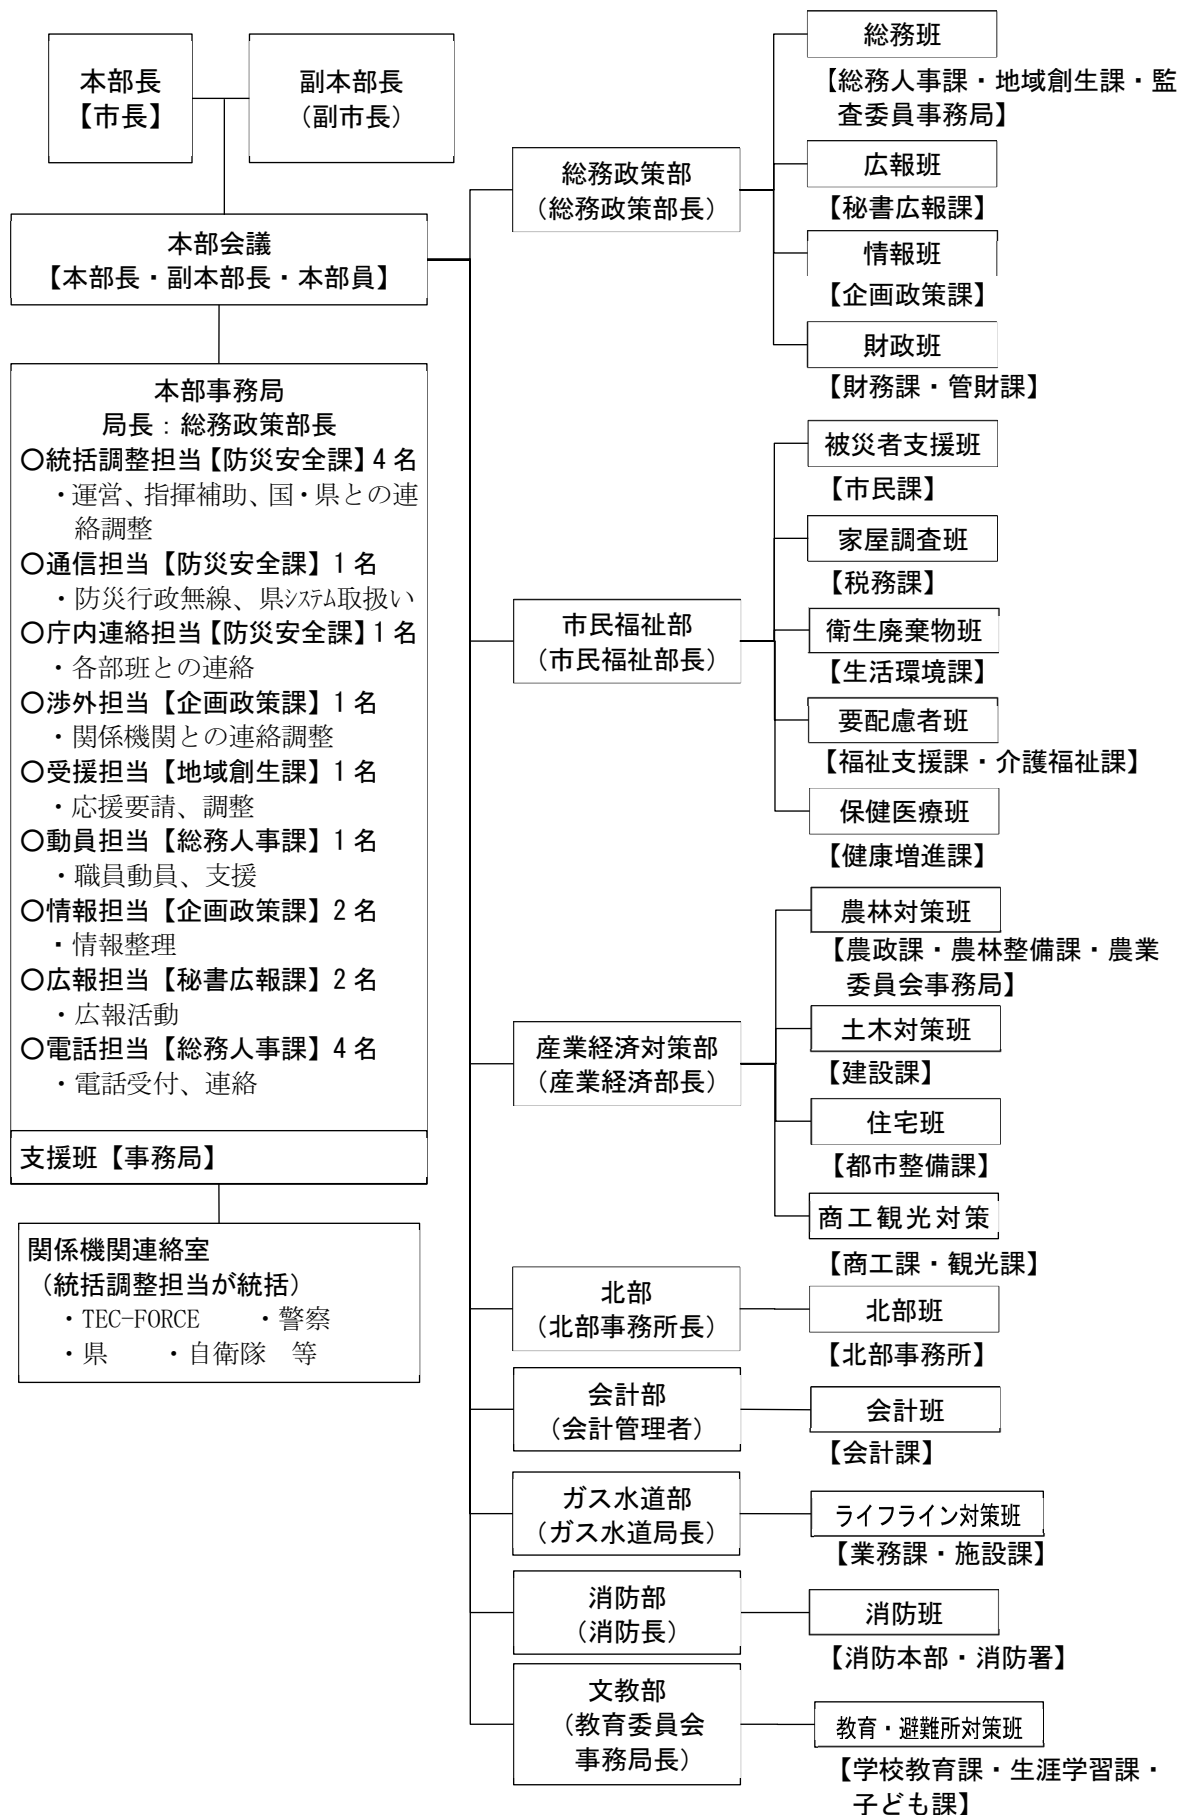 本部長
【市長】
副本部長
（副市長）
本部会議
【本部長・副本部長・本部員】
本部事務局
局長：総務政策部長
○統括調整担当【防災安全課】4名
・運営、指揮補助、国・県との連
絡調整
○通信担当【防災安全課】1名
・防災行政無線、県ｼｽﾃﾑ取扱い
○庁内連絡担当【防災安全課】1名
・各部班との連絡
○渉外担当【企画政策課】1名
・関係機関との連絡調整
○受援担当【地域創生課】1名
・応援要請、調整
○動員担当【総務人事課】1名
・職員動員、支援
○情報担当【企画政策課】2名
・情報整理
○広報担当【秘書広報課】2名
・広報活動
○電話担当【総務人事課】4名
・電話受付、連絡
支援班【事務局】
関係機関連絡室
（統括調整担当が統括）
・TEC-FORCE ・警察
・県 ・自衛隊 等
総務政策部
（総務政策部長）
総務班
【総務人事課・地域創生課・監
査委員事務局】
広報班
【秘書広報課】
情報班
【企画政策課】
財政班
【財務課・管財課】
市民福祉部
（市民福祉部長）
被災者支援班
【市民課】
家屋調査班
【税務課】
衛生廃棄物班
【生活環境課】
要配慮者班
【福祉支援課・介護福祉課】
保健医療班
【健康増進課】
産業経済対策部
（産業経済部長）
農林対策班
【農政課・農林整備課・農業
委員会事務局】
土木対策班
【建設課】
住宅班
【都市整備課】
商工観光対策
【商工課・観光課】
北部
（北部事務所長）
北部班
【北部事務所】
会計部
（会計管理者）
会計班
【会計課】
ガス水道部
（ガス水道局長）
ライフライン対策班
【業務課・施設課】
消防部
（消防長）
消防班
【消防本部・消防署】
文教部
（教育委員会
事務局長）
教育・避難所対策班
【学校教育課・生涯学習課・
子ども課】